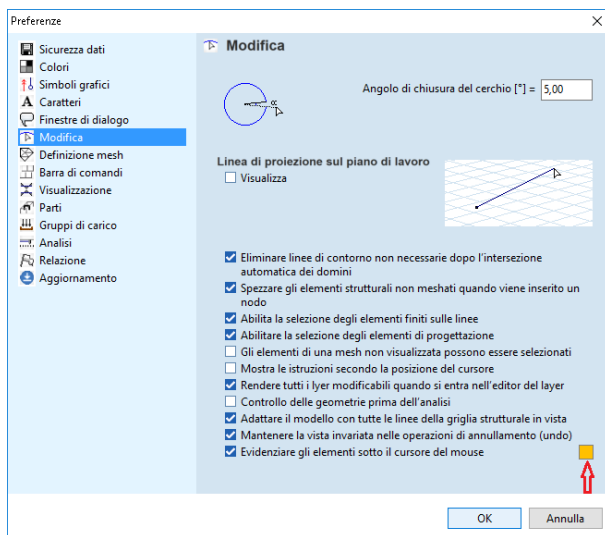 Preferenze
Sicurezza dati
Colori
Simboli grafici
A Caratteri
Finestre di dialogo
Modifica
Definizione mesh
Barra di comandi
Visualizzazione
Parti
Gruppi di carico
Analisi
Relazione
Aggiornamento
Modifica
α
Angolo di chiusura del cerchio [°] = 5,00
Linea di proiezione sul piano di lavoro
Visualizza
Eliminare linee di contorno non necessarie dopo l'intersezione
automatica dei domini
Spezzare gli elementi strutturali non meshati quando viene inserito un
nodo
Abilita la selezione degli elementi finiti sulle linee
Abilitare la selezione degli elementi di progettazione
Gli elementi di una mesh non visualizzata possono essere selezionati
Mostra le istruzioni secondo la posizione del cursore
Rendere tutti i lyer modificabili quando si entra nell'editor del layer
Controllo delle geometrie prima dell'analisi
Adattare il modello con tutte le linee della griglia strutturale in vista
Mantenere la vista invariata nelle operazioni di annullamento (undo)
Evidenziare gli elementi sotto il cursore del mouse
OK
Annulla